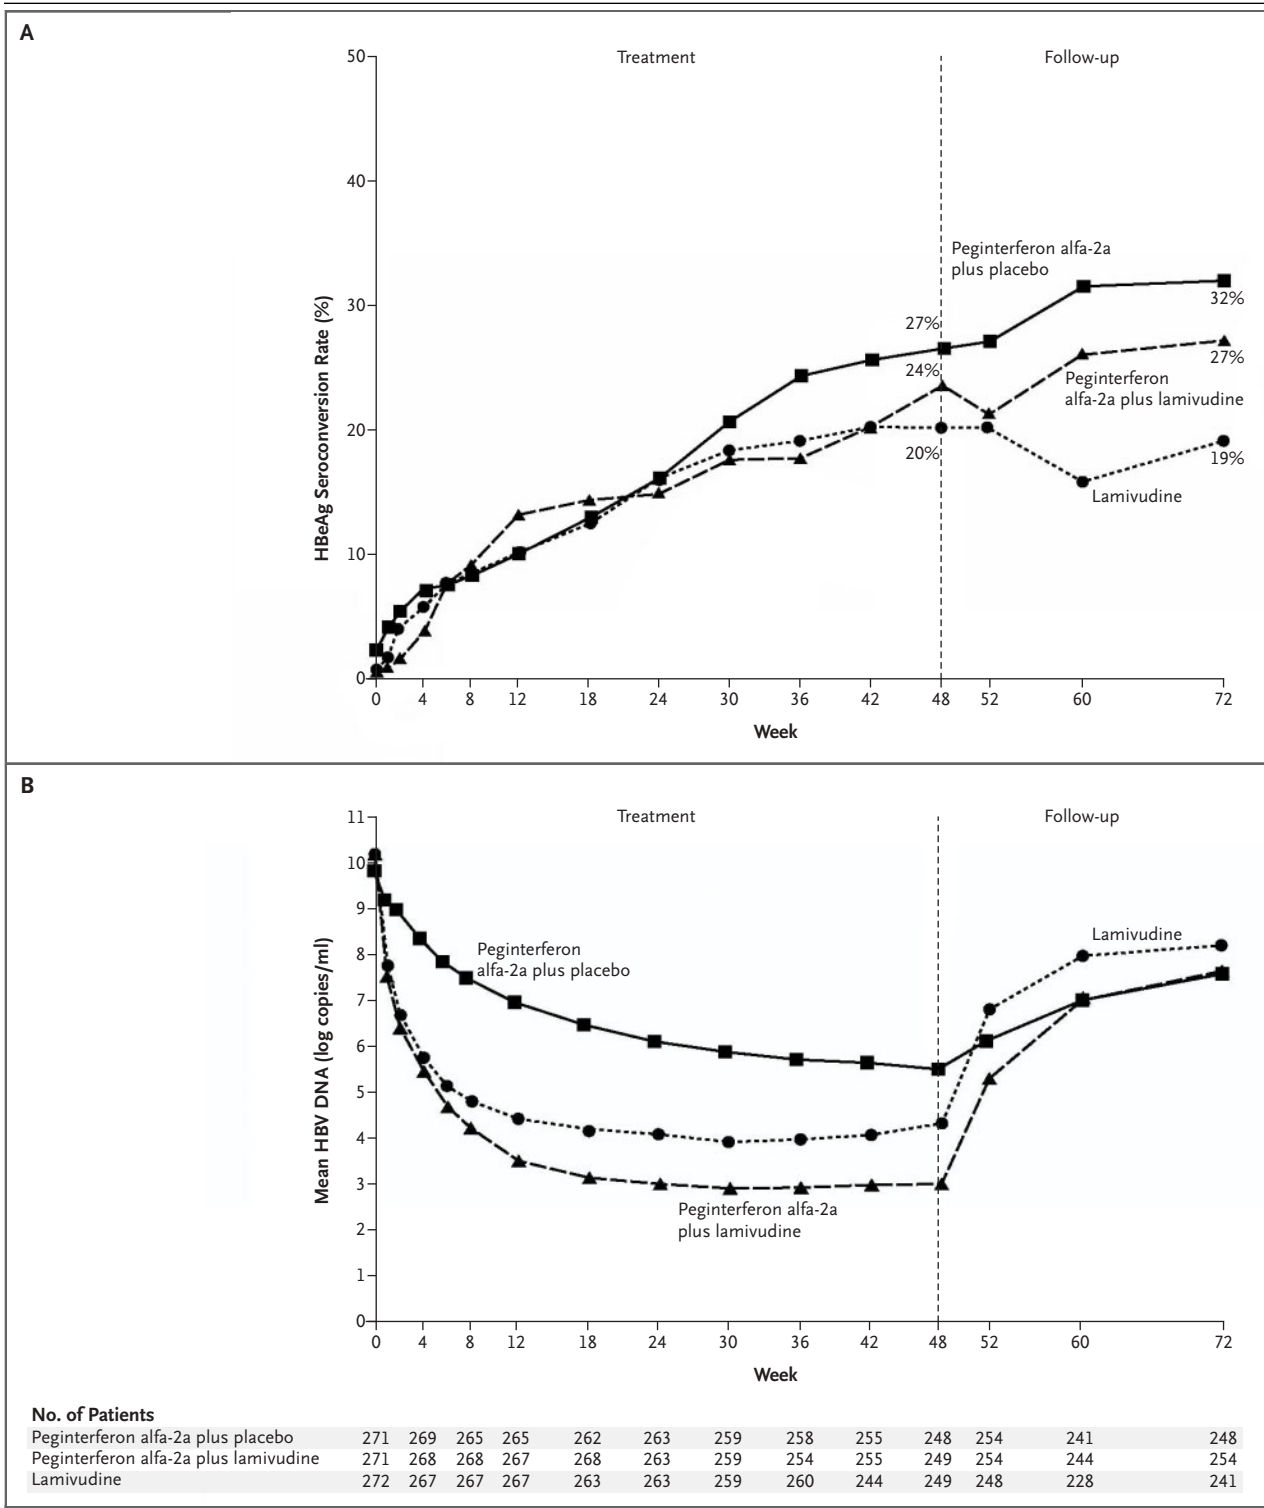 A
Treatment
Follow-up
50
40
30
20
10
0
HBeAg Seroconversion Rate (%)
Peginterferon alfa-2a
plus placebo
27%
32%
24%
27%
Peginterferon
alfa-2a plus lamivudine
20%
19%
Lamivudine
0 4 8 12 18 24 30 36 42 48 52 60 72
Week
B
Treatment
Follow-up
11
10
9
8
7
6
5
4
3
2
1
0
Mean HBV DNA (log copies/ml)
Lamivudine
Peginterferon
alfa-2a plus placebo
Peginterferon alfa-2a
plus lamivudine
0 4 8 12 18 24 30 36 42 48 52 60 72
Week
No. of Patients
Peginterferon alfa-2a plus placebo 271 269 265 265 262 263 259 258 255 248 254 241 248
Peginterferon alfa-2a plus lamivudine 271 268 268 267 268 263 259 254 255 249 254 244 254
Lamivudine 272 267 267 267 263 263 259 260 244 249 248 228 241